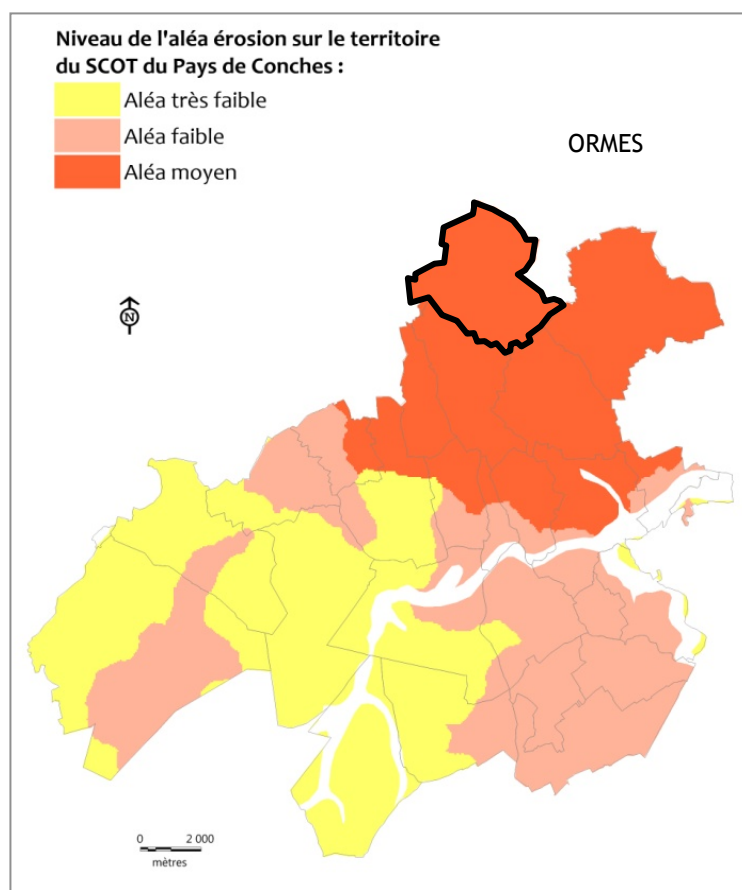 Niveau de l'aléa érosion sur le territoire
du SCOT du Pays de Conches :
Aléa très faible
Aléa faible
Aléa moyen
ORMES
N
0 2 000
mètres